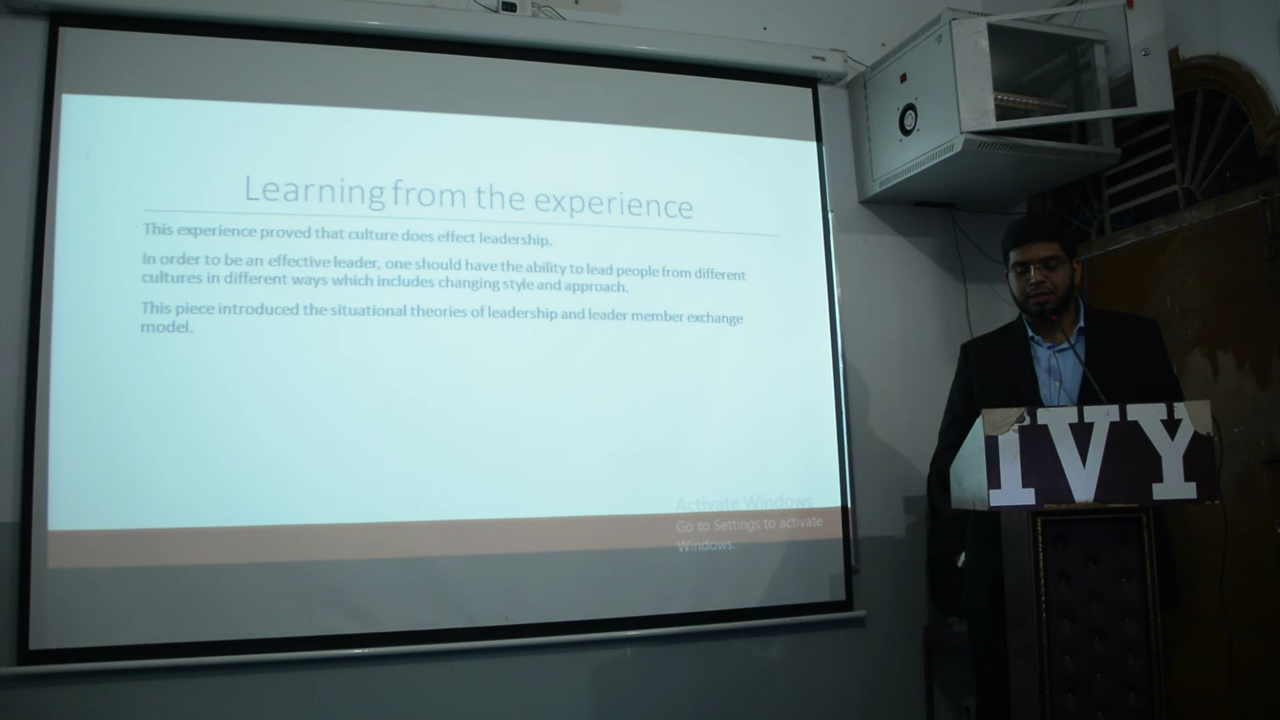 Learning from the experience
This experience proved that culture does effect leadership.
In order to be an effective leader, one should have the ability to lead people from different
cultures in different ways which includes changing style and approach.
This piece introduced the situational theories of leadership and leader member exchange
model.
Activate Windows
Go to Settings to activate
Windows.
IVY